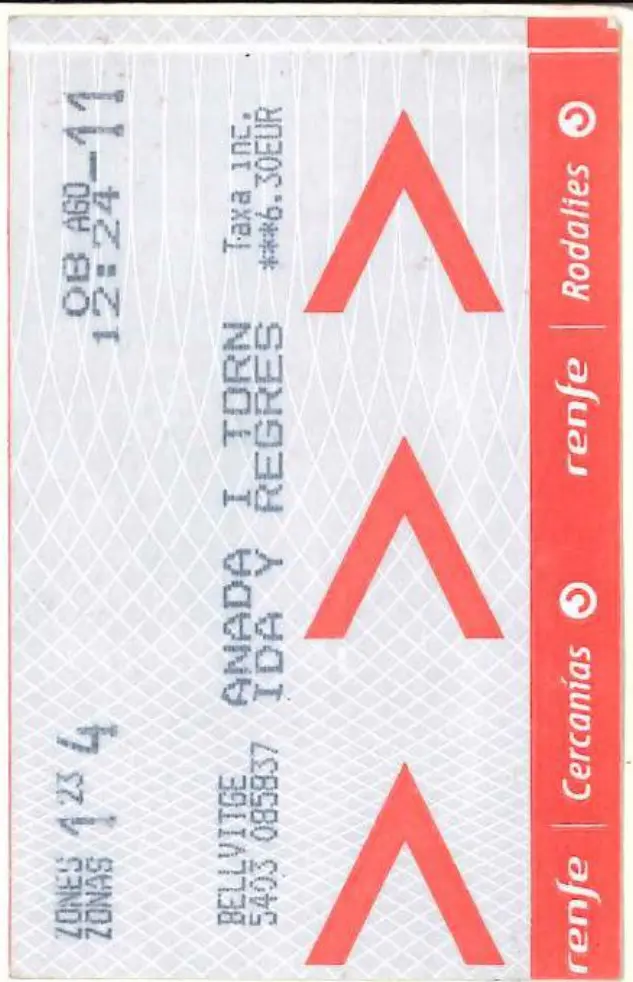 ZONES 1 23 4
ZONAS
08 AGO
12:24-11
BELLVITGE
5403 085837
ANADA I TORN
IDA Y REGRES
Taxa inc.
***6.30EUR
renfe | Cercanías
renfe | Rodalies